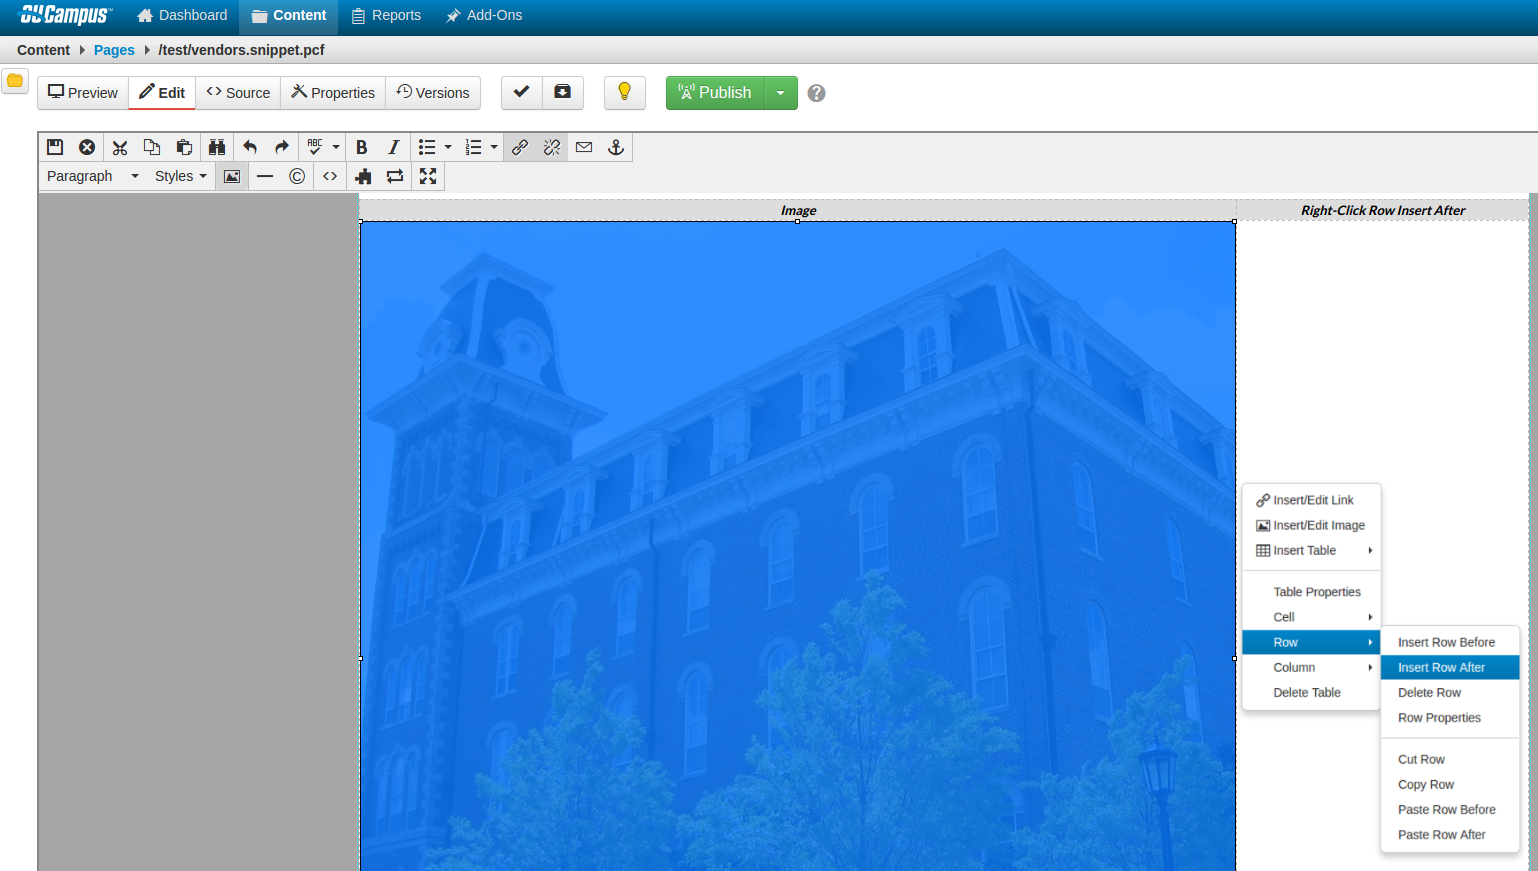 OUCampus™ Dashboard Content Reports Add-Ons
Content Pages /test/vendors.snippet.pcf
Preview Edit Source Properties Versions Publish ?
ABC B I
Paragraph Styles ©
Image Right-Click Row Insert After
Insert/Edit Link
Insert/Edit Image
Insert Table
Table Properties
Cell
Row
Column
Delete Table
Insert Row Before
Insert Row After
Delete Row
Row Properties
Cut Row
Copy Row
Paste Row Before
Paste Row After